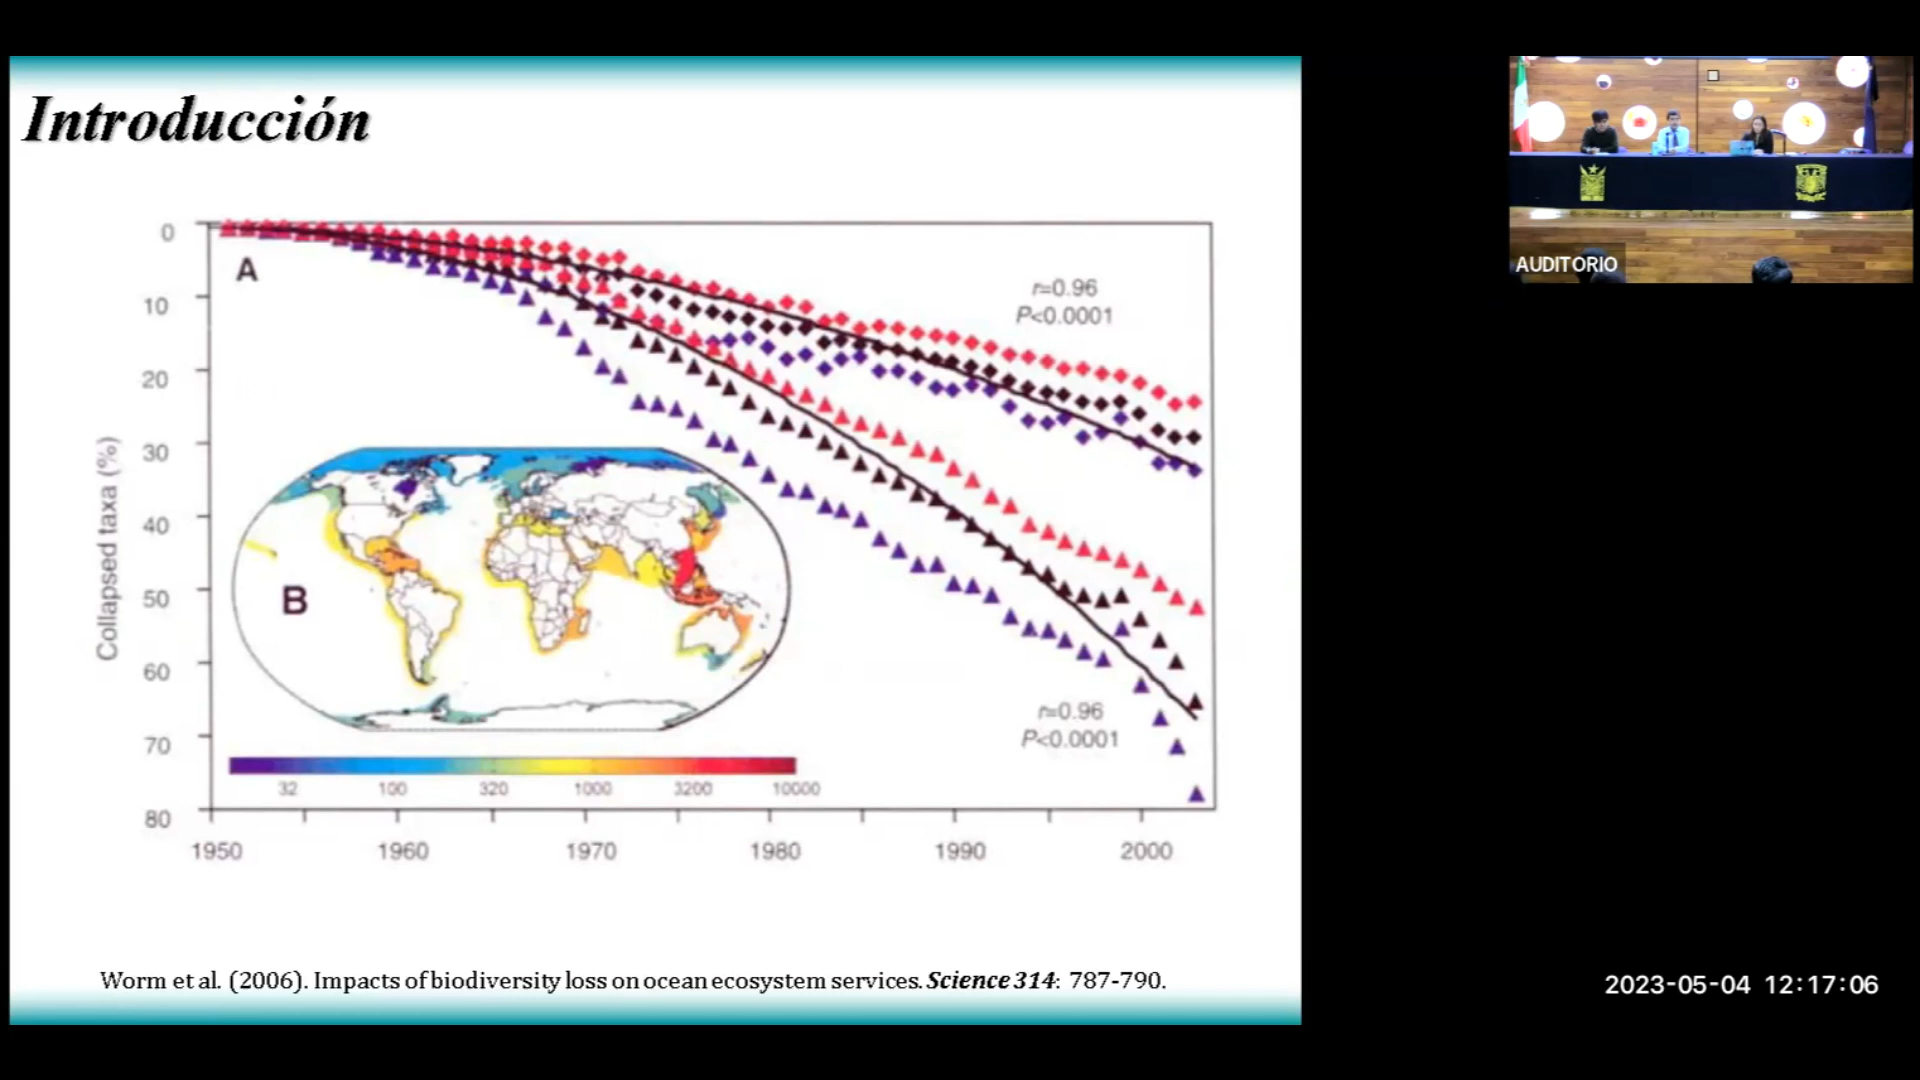 Introducción
A
r=0.96
P<0.0001
Collapsed taxa (%)
0
10
20
30
40
50
60
70
80
B
r=0.96
P<0.0001
32 100 320 1000 3200 10000
1950 1960 1970 1980 1990 2000
Worm et al. (2006). Impacts of biodiversity loss on ocean ecosystem services. Science 314: 787-790.
AUDITORIO
2023-05-04 12:17:06